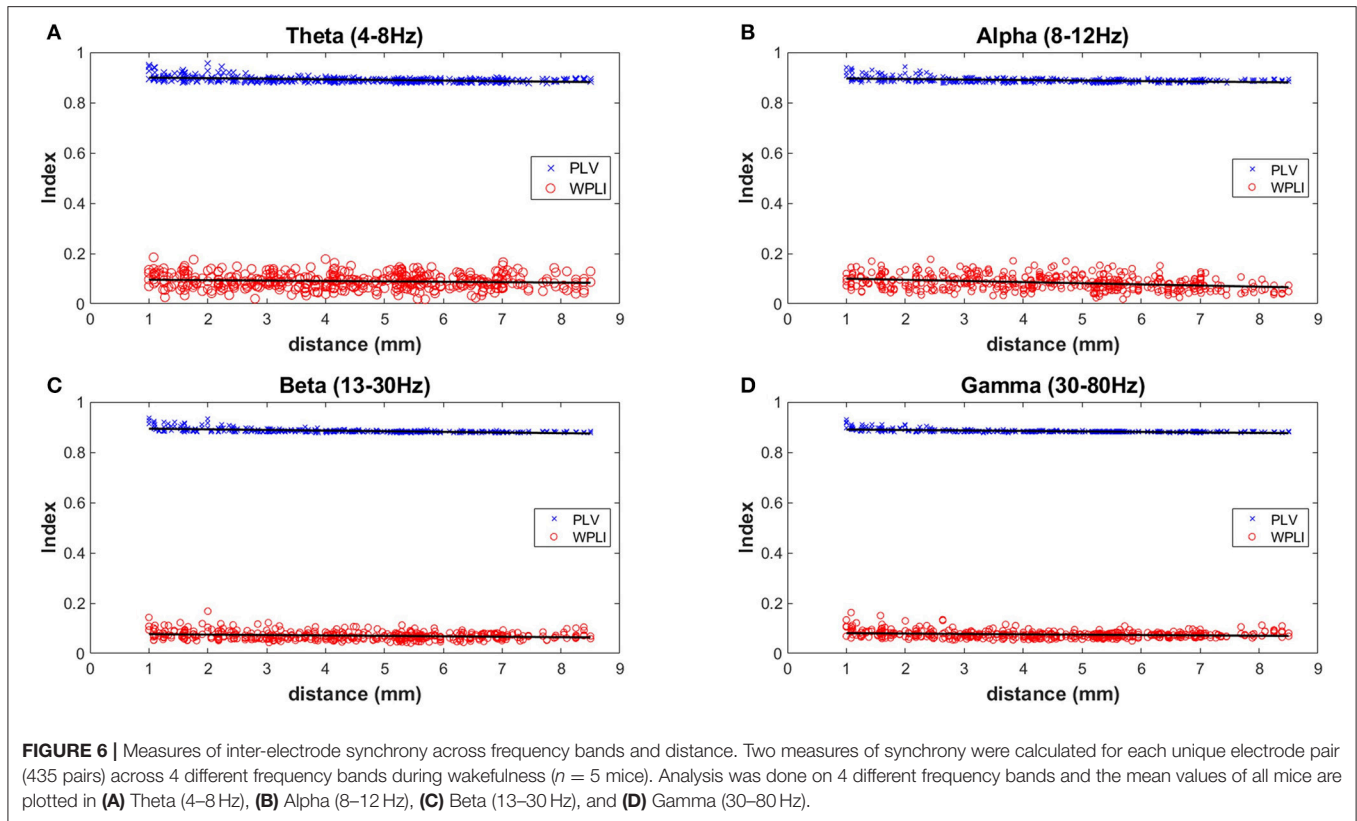 A
Theta (4-8Hz)
1
0.8
0.6
0.4
0.2
0
Index
PLV
WPLI
0 1 2 3 4 5 6 7 8 9
distance (mm)
B
Alpha (8-12Hz)
1
0.8
0.6
0.4
0.2
0
Index
PLV
WPLI
0 1 2 3 4 5 6 7 8 9
distance (mm)
C
Beta (13-30Hz)
1
0.8
0.6
0.4
0.2
0
Index
PLV
WPLI
0 1 2 3 4 5 6 7 8 9
distance (mm)
D
Gamma (30-80Hz)
1
0.8
0.6
0.4
0.2
0
Index
PLV
WPLI
0 1 2 3 4 5 6 7 8 9
distance (mm)
FIGURE 6 | Measures of inter-electrode synchrony across frequency bands and distance. Two measures of synchrony were calculated for each unique electrode pair
(435 pairs) across 4 different frequency bands during wakefulness (n = 5 mice). Analysis was done on 4 different frequency bands and the mean values of all mice are
plotted in (A) Theta (4–8 Hz), (B) Alpha (8–12 Hz), (C) Beta (13–30 Hz), and (D) Gamma (30–80 Hz).